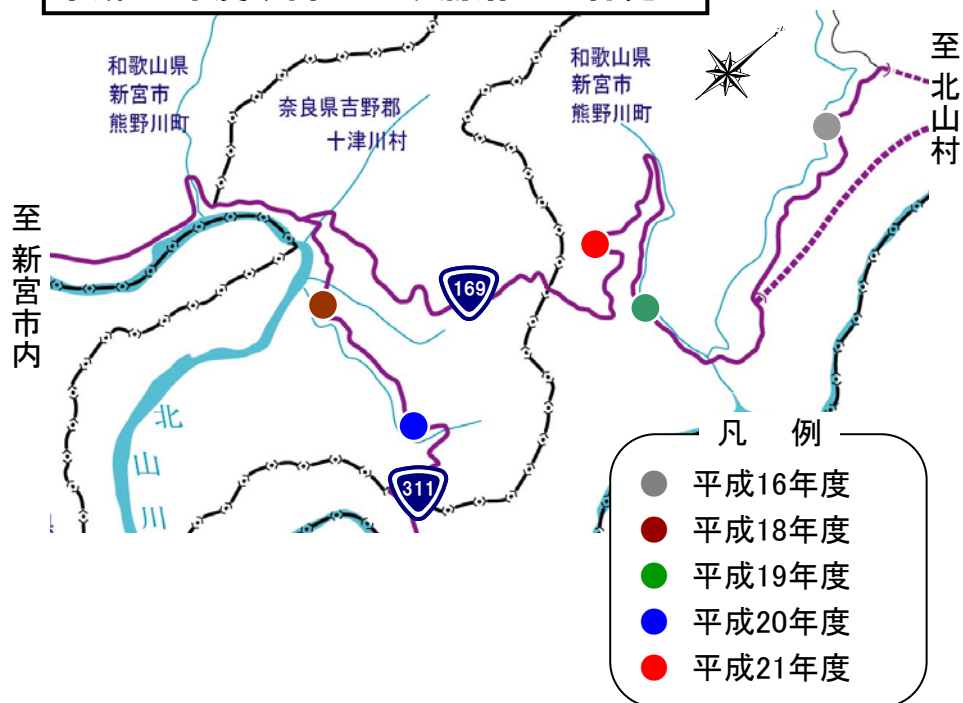 和歌山県
新宮市
熊野川町
奈良県吉野郡
十津川村
和歌山県
新宮市
熊野川町
至 北山村
至 新宮市内
169
北山川
311
凡 例
平成16年度
平成18年度
平成19年度
平成20年度
平成21年度